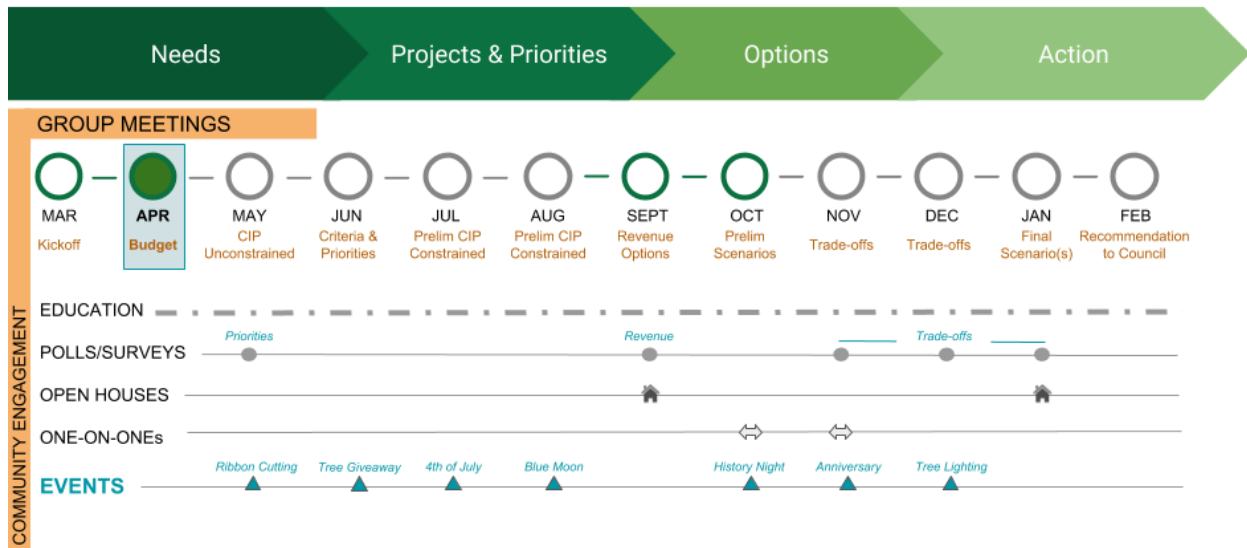 Needs
Projects & Priorities
Options
Action
GROUP MEETINGS
MAR
APR
MAY
JUN
JUL
AUG
SEPT
OCT
NOV
DEC
JAN
FEB
Kickoff
Budget
CIP
Unconstrained
Criteria &
Priorities
Prelim CIP
Constrained
Prelim CIP
Constrained
Revenue
Options
Prelim
Scenarios
Trade-offs
Trade-offs
Final
Scenario(s)
Recommendation
to Council
COMMUNITY ENGAGEMENT
EDUCATION
Priorities
Revenue
Trade-offs
POLLS/SURVEYS
OPEN HOUSES
ONE-ON-ONEs
Ribbon Cutting
Tree Giveaway
4th of July
Blue Moon
History Night
Anniversary
Tree Lighting
EVENTS